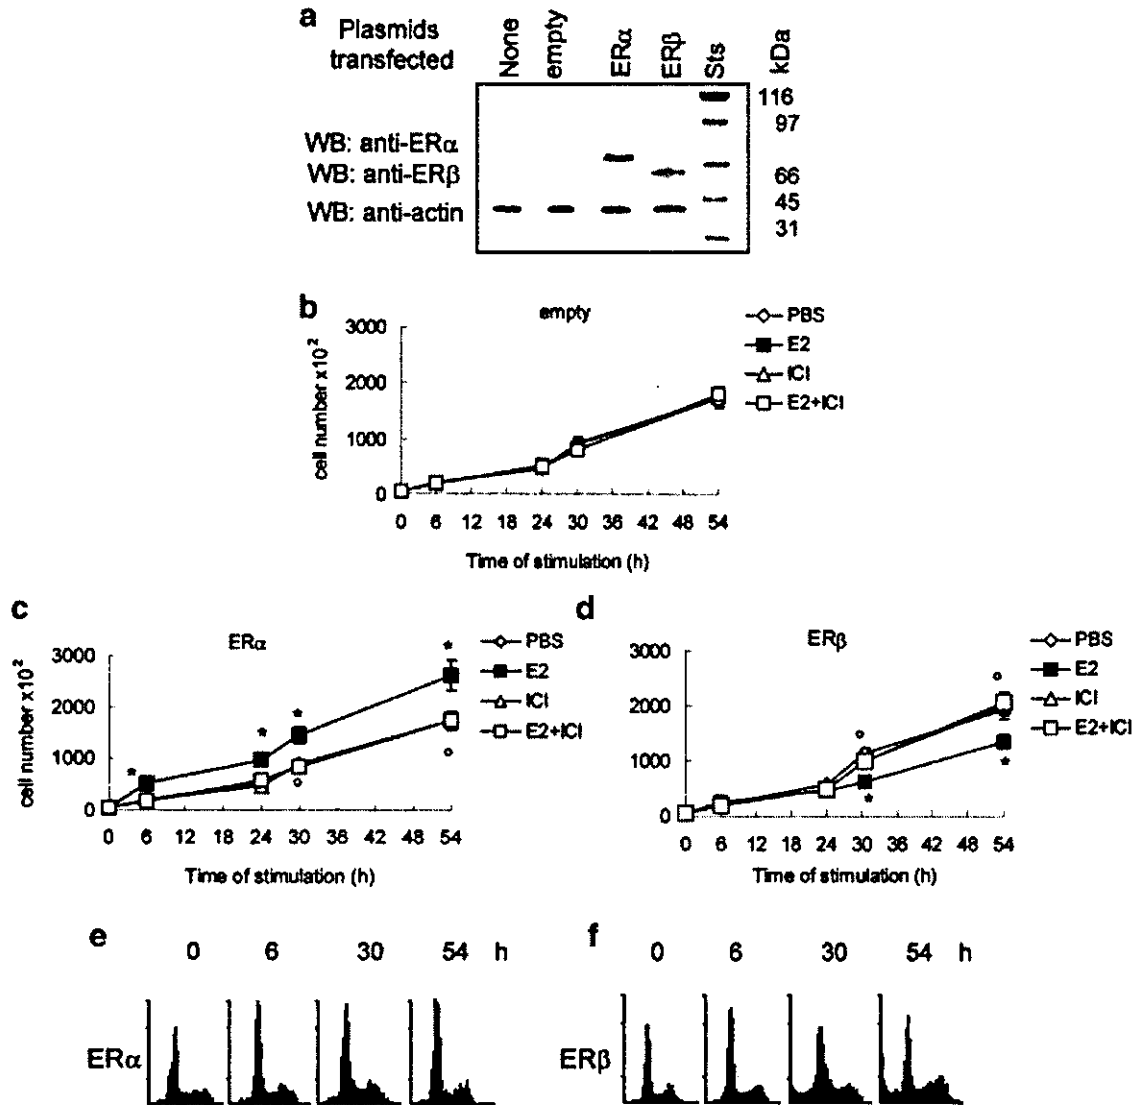 a
Plasmids
transfected
None
empty
ERα
ERβ
Sts
kDa
116
97
66
45
31
WB: anti-ERα
WB: anti-ERβ
WB: anti-actin
b
empty
PBS
E2
ICI
E2+ICI
cell number x10⁻²
3000
2000
1000
0
0 6 12 18 24 30 36 42 48 54
Time of stimulation (h)
c
ERα
PBS
E2
ICI
E2+ICI
cell number x10⁻²
3000
2000
1000
0
* * * *
° °
0 6 12 18 24 30 36 42 48 54
Time of stimulation (h)
d
ERβ
PBS
E2
ICI
E2+ICI
3000
2000
1000
0
° °
* *
0 6 12 18 24 30 36 42 48 54
Time of stimulation (h)
e
0 6 30 54 h
ERα
f
0 6 30 54 h
ERβ